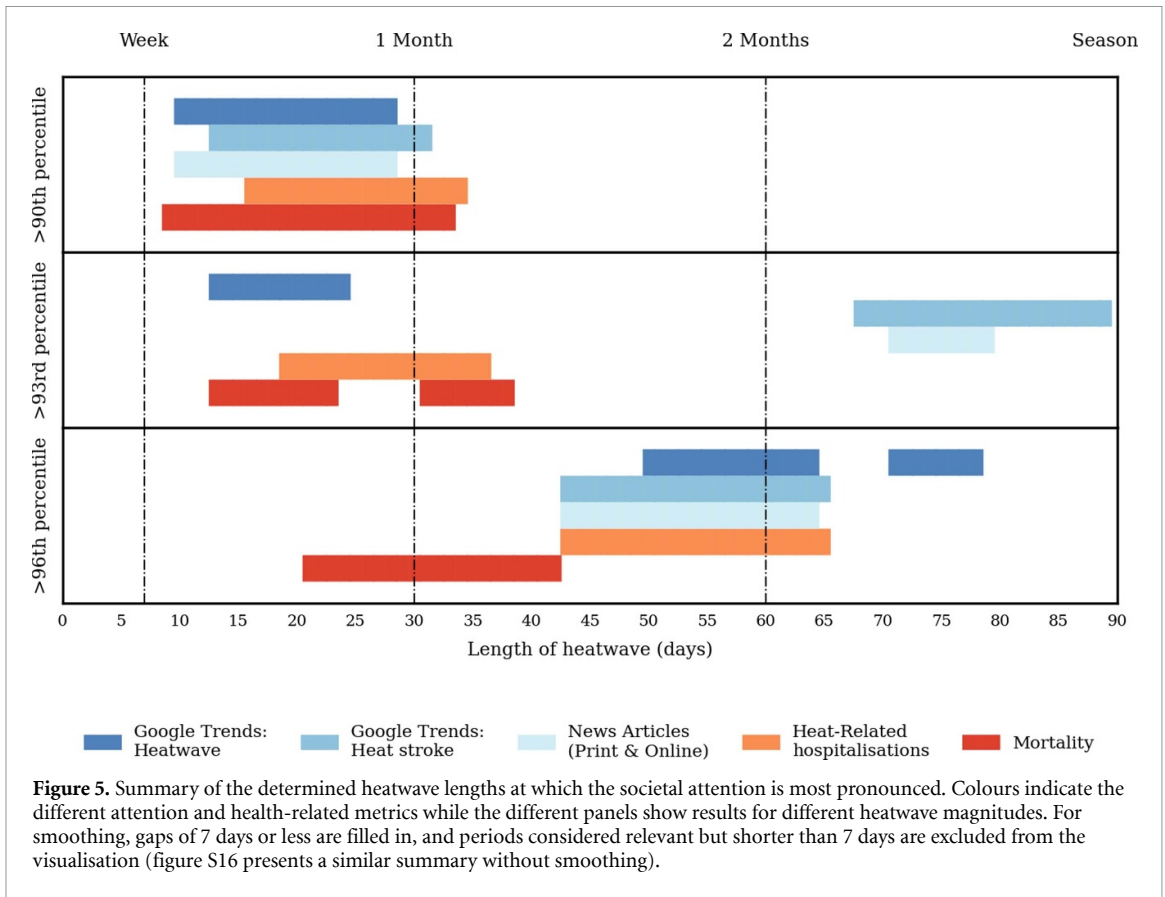 Week 1 Month 2 Months Season
>90th percentile
>93rd percentile
>96th percentile
0 5 10 15 20 25 30 35 40 45 50 55 60 65 70 75 80 85 90
Length of heatwave (days)
Google Trends:
Heatwave
Google Trends:
Heat stroke
News Articles
(Print & Online)
Heat-Related
hospitalisations
Mortality
Figure 5. Summary of the determined heatwave lengths at which the societal attention is most pronounced. Colours indicate the
different attention and health-related metrics while the different panels show results for different heatwave magnitudes. For
smoothing, gaps of 7 days or less are filled in, and periods considered relevant but shorter than 7 days are excluded from the
visualisation (figure S16 presents a similar summary without smoothing).